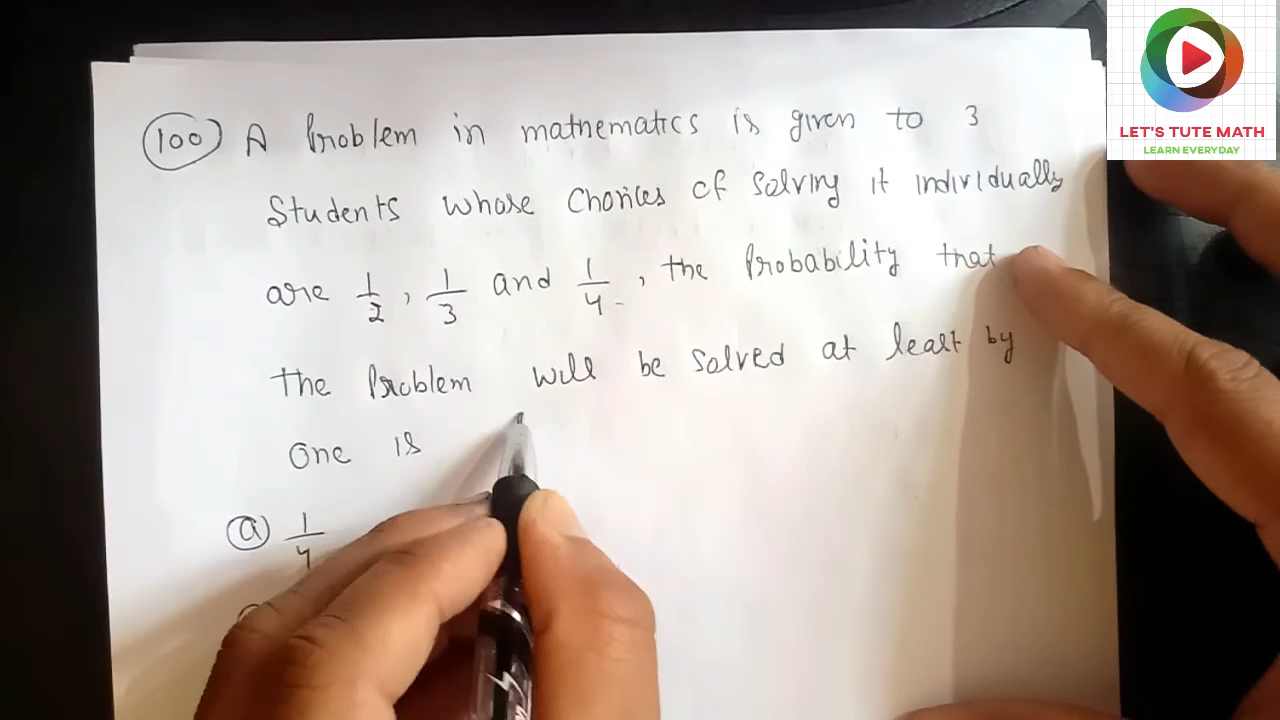 100) A Problem in mathematics is given to 3
Students whose chances of solving it individually
are 1/2, 1/3 and 1/4, the Probability that
the Problem will be solved at least by
One is
(a) 1/4
LET'S TUTE MATH
LEARN EVERYDAY